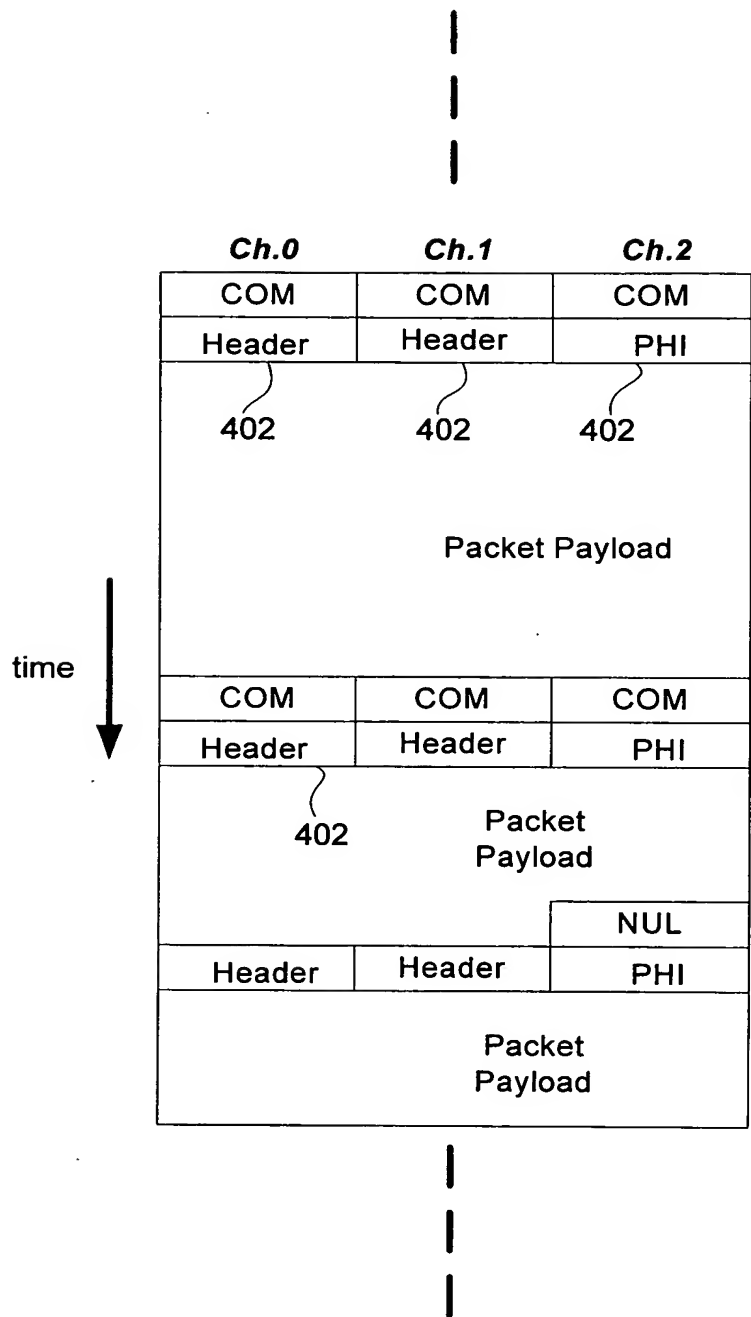 Ch.0 Ch.1 Ch.2
COM COM COM
Header Header PHI
402 402 402
Packet Payload
time
COM COM COM
Header Header PHI
402
Packet
Payload
NUL
Header Header PHI
Packet
Payload